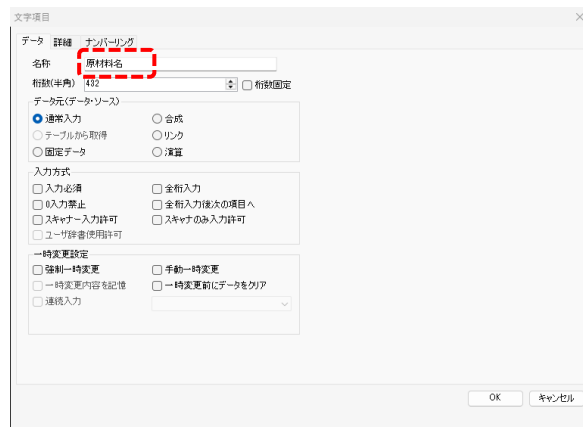 文字項目
データ 詳細 ナンバーリング
名称 原材料名
桁数(半角) 432 桁数固定
データ元(データ・ソース)
通常入力 合成
テーブルから取得 リンク
固定データ 演算
入力方式
入力必須 全桁入力
0入力禁止 全桁入力後次の項目へ
スキャナー入力許可 スキャナのみ入力許可
ユーザ辞書使用許可
一時変更設定
強制一時変更 手動一時変更
一時変更内容を記憶 一時変更前にデータをクリア
連続入力
OK キャンセル